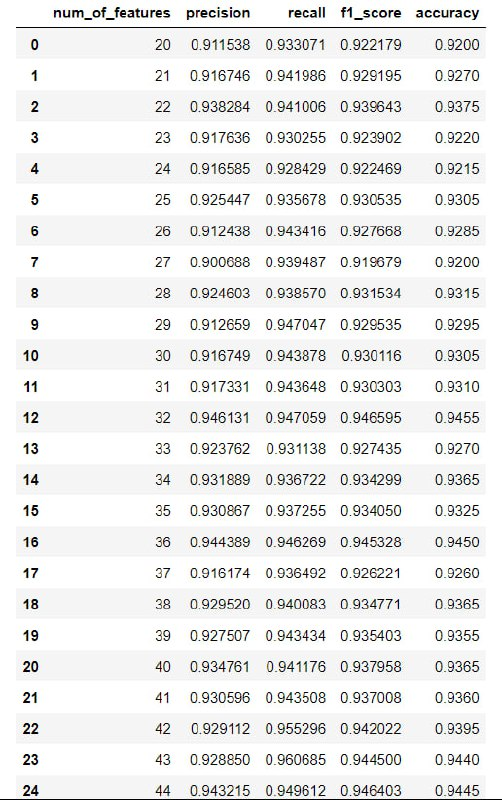 num_of_features precision recall f1_score accuracy
0 20 0.911538 0.933071 0.922179 0.9200
1 21 0.916746 0.941986 0.929195 0.9270
2 22 0.938284 0.941006 0.939643 0.9375
3 23 0.917636 0.930255 0.923902 0.9220
4 24 0.916585 0.928429 0.922469 0.9215
5 25 0.925447 0.935678 0.930535 0.9305
6 26 0.912438 0.943416 0.927668 0.9285
7 27 0.900688 0.939487 0.919679 0.9200
8 28 0.924603 0.938570 0.931534 0.9315
9 29 0.912659 0.947047 0.929535 0.9295
10 30 0.916749 0.943878 0.930116 0.9305
11 31 0.917331 0.943648 0.930303 0.9310
12 32 0.946131 0.947059 0.946595 0.9455
13 33 0.923762 0.931138 0.927435 0.9270
14 34 0.931889 0.936722 0.934299 0.9365
15 35 0.930867 0.937255 0.934050 0.9325
16 36 0.944389 0.946269 0.945328 0.9450
17 37 0.916174 0.936492 0.926221 0.9260
18 38 0.929520 0.940083 0.934771 0.9365
19 39 0.927507 0.943434 0.935403 0.9355
20 40 0.934761 0.941176 0.937958 0.9365
21 41 0.930596 0.943508 0.937008 0.9360
22 42 0.929112 0.955296 0.942022 0.9395
23 43 0.928850 0.960685 0.944500 0.9440
24 44 0.943215 0.949612 0.946403 0.9445